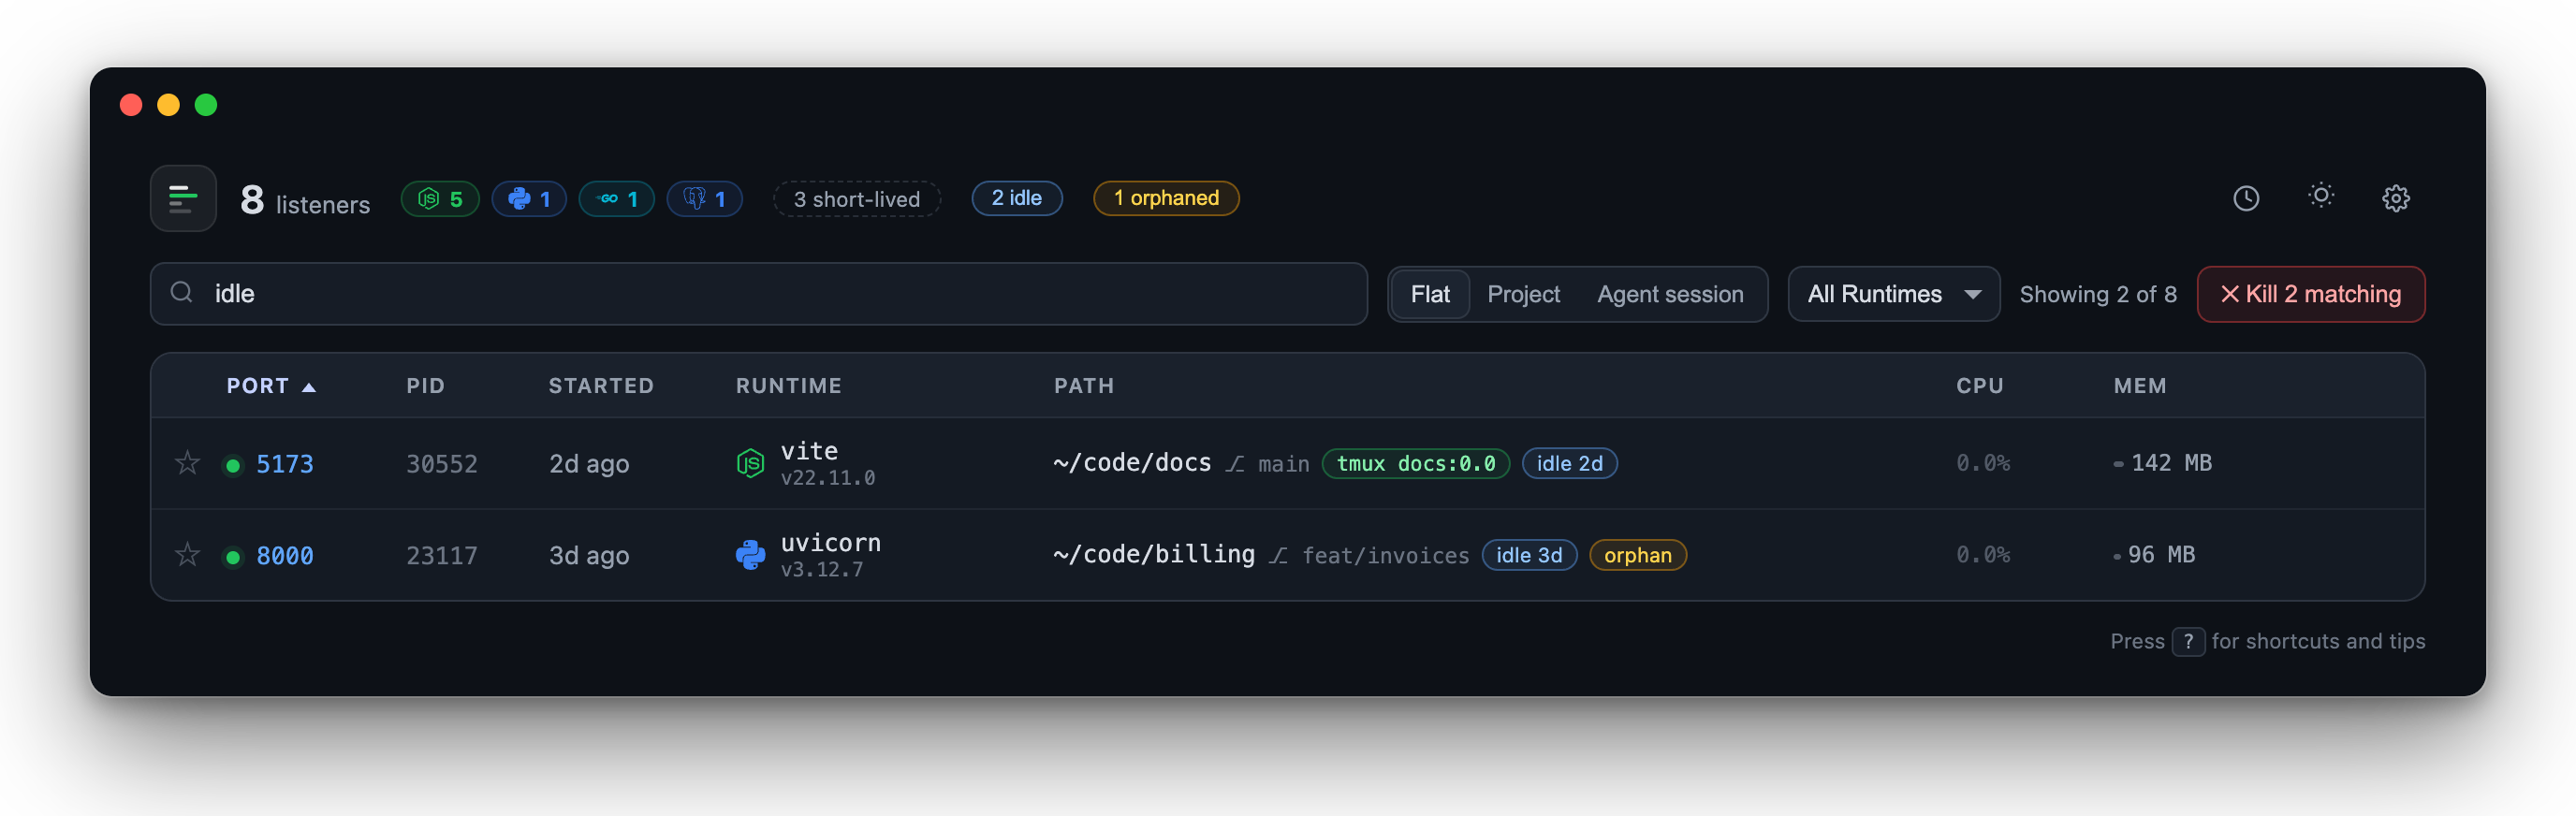 8 listeners JS 5 1 GO 1 1 3 short-lived 2 idle 1 orphaned
idle Flat Project Agent session All Runtimes Showing 2 of 8 Kill 2 matching
PORT PID STARTED RUNTIME PATH CPU MEM
5173 30552 2d ago JS vite v22.11.0 ~/code/docs main tmux docs:0.0 idle 2d 0.0% 142 MB
8000 23117 3d ago uvicorn v3.12.7 ~/code/billing feat/invoices idle 3d orphan 0.0% 96 MB
Press ? for shortcuts and tips